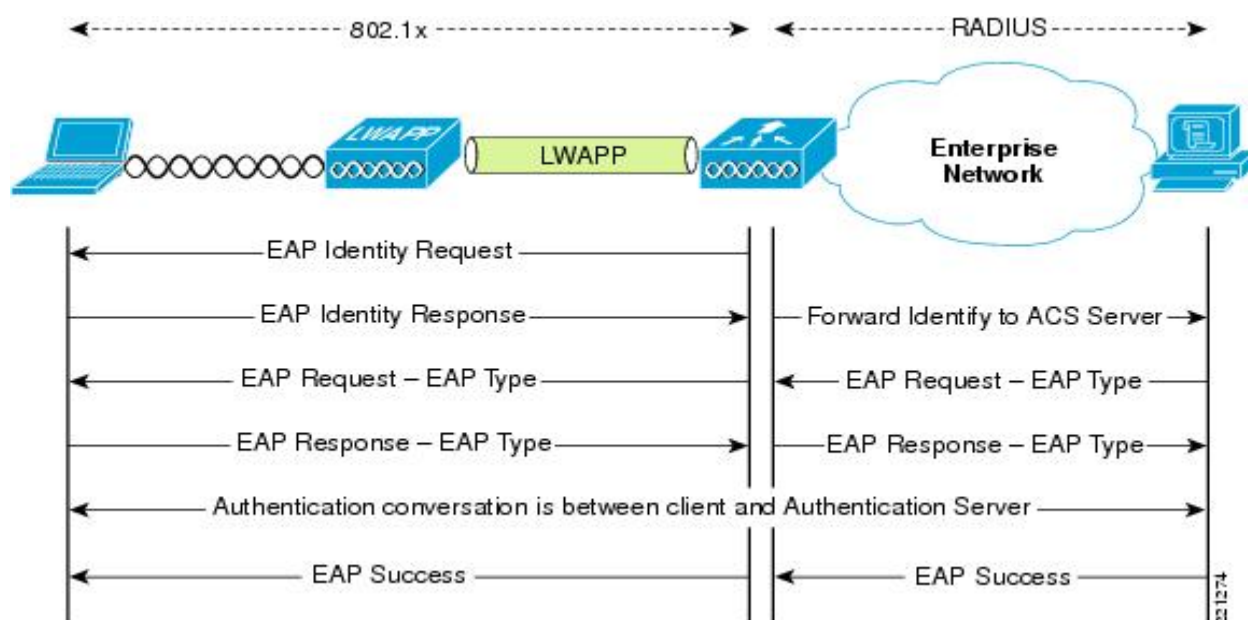 802.1x
RADIUS
LWAPP
LWAPP
Enterprise
Network
EAP Identity Request
EAP Identity Response
Forward Identify to ACS Server
EAP Request – EAP Type
EAP Request – EAP Type
EAP Response – EAP Type
EAP Response – EAP Type
Authentication conversation is between client and Authentication Server
EAP Success
EAP Success
221274